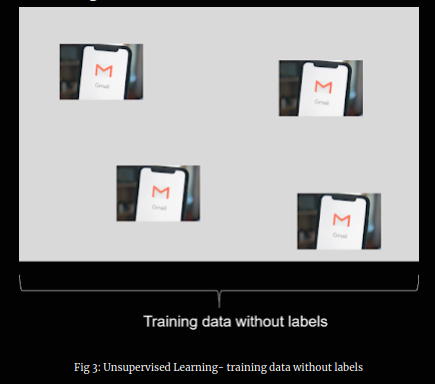 Gmail
Gmail
Gmail
Gmail
Training data without labels
Fig 3: Unsupervised Learning- training data without labels